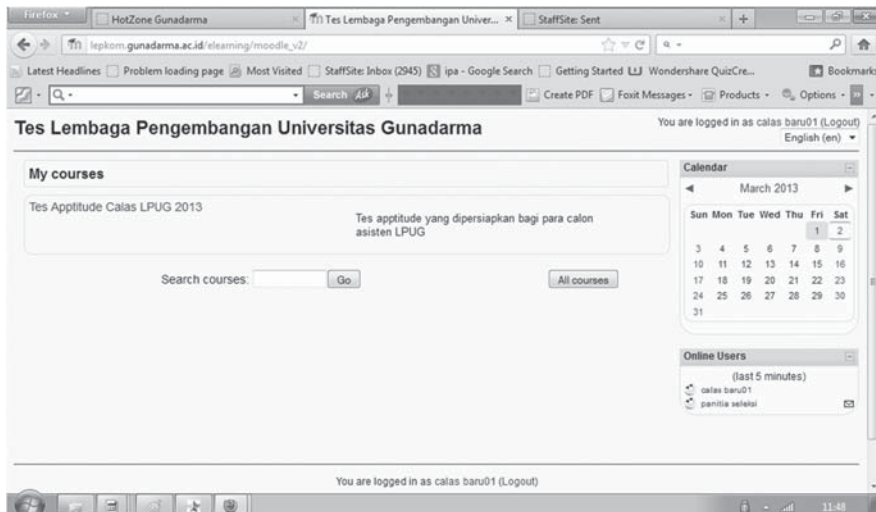 Firefox
HotZone Gunadarma
Tes Lembaga Pengembangan Univer...
StaffSite: Sent
lepkom.gunadarma.ac.id/elearning/moodle_v2/
Latest Headlines Problem loading page Most Visited StaffSite: Inbox (2945) ipa - Google Search Getting Started Wondershare QuizCre... Bookmarks
Search Ask Create PDF Foxit Messages Products Options
Tes Lembaga Pengembangan Universitas Gunadarma
You are logged in as calas baru01 (Logout)
English (en)
My courses
Tes Apptitude Calas LPUG 2013
Tes apptitude yang dipersiapkan bagi para calon
asisten LPUG
Search courses: Go All courses
Calendar
March 2013
Sun Mon Tue Wed Thu Fri Sat
1 2
3 4 5 6 7 8 9
10 11 12 13 14 15 16
17 18 19 20 21 22 23
24 25 26 27 28 29 30
31
Online Users
(last 5 minutes)
calas baru01
panitia seleksi
You are logged in as calas baru01 (Logout)
11:48